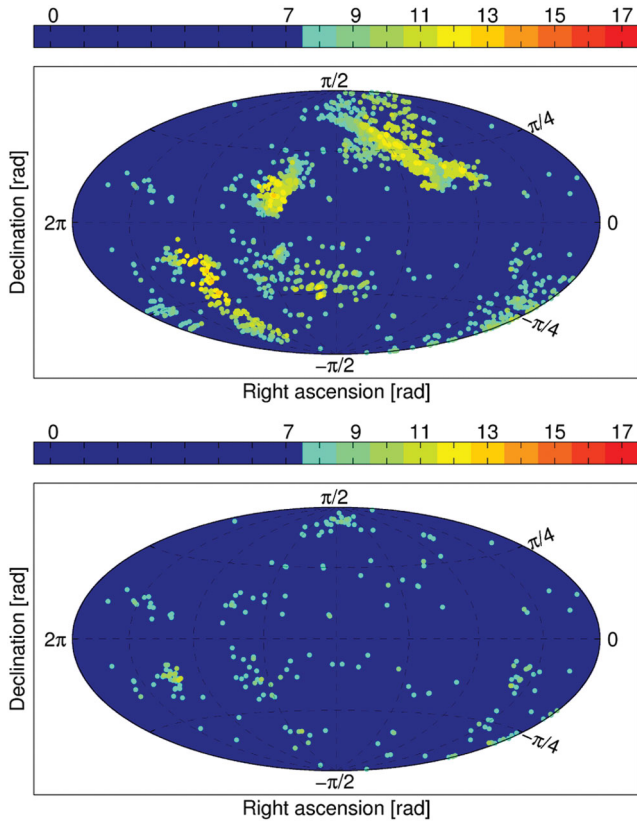 0 7 9 11 13 15 17
π/2
π/4
Declination [rad]
2π
0
−π/4
−π/2
Right ascension [rad]
0 7 9 11 13 15 17
π/2
π/4
Declination [rad]
2π
0
−π/4
−π/2
Right ascension [rad]